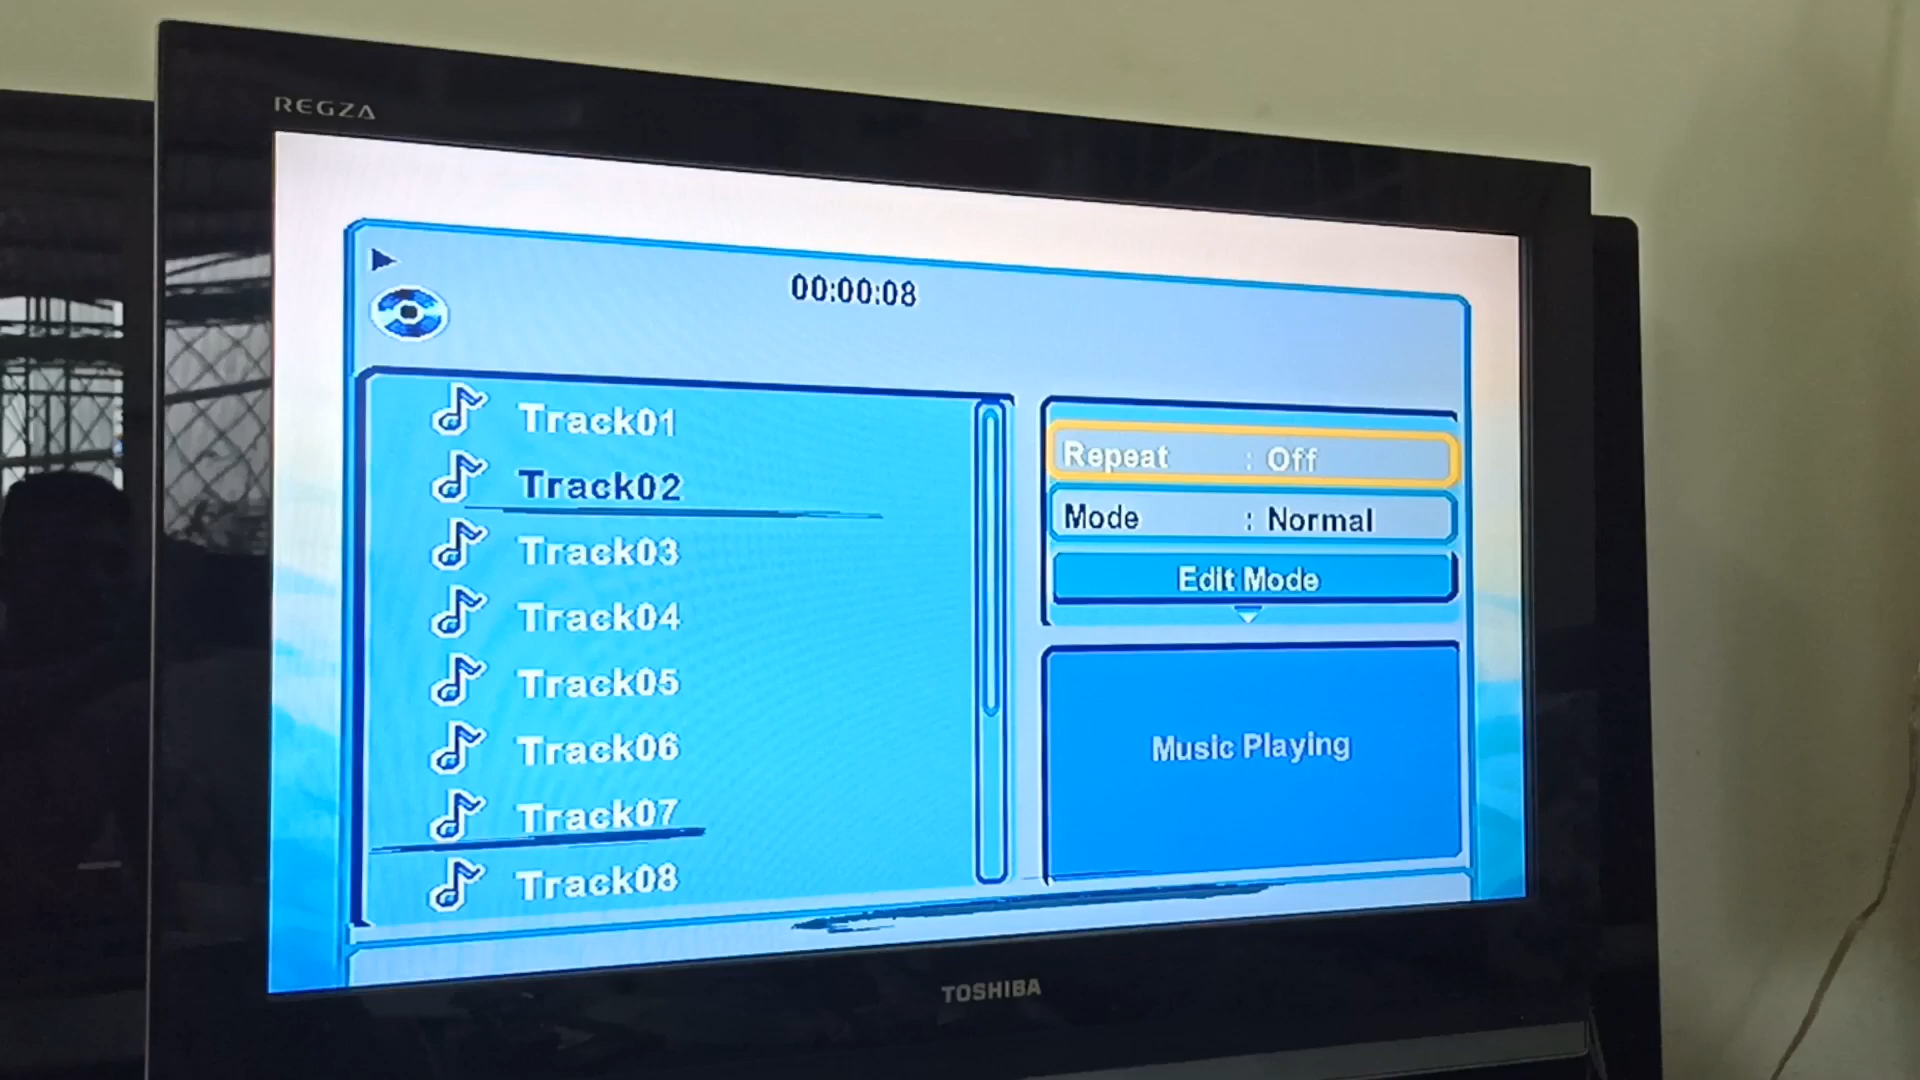 REGZA
00:00:08
Track01
Track02
Track03
Track04
Track05
Track06
Track07
Track08
Repeat : Off
Mode : Normal
Edit Mode
Music Playing
TOSHIBA